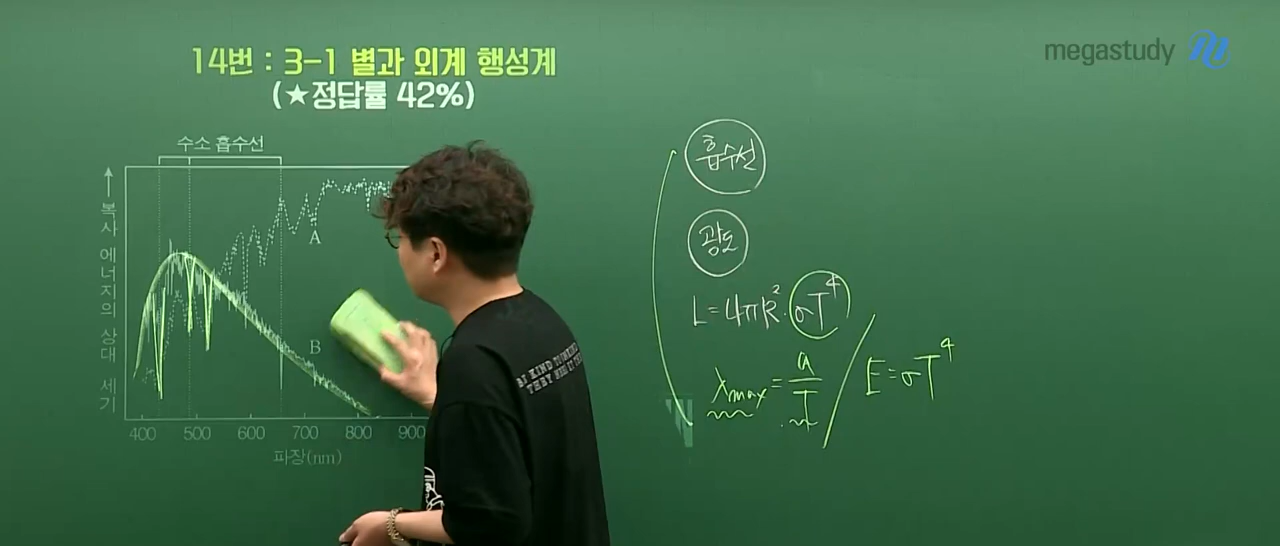 14번 : 3-1 별과 외계 행성계
(★정답률 42%)
megastudy
수소 흡수선
복사 에너지의 상대 세기
A
B
400 500 600 700 800 900
파장(nm)
흡수선
광도
L=4πR²·σT⁴
λmax = a/T / E=σT⁴